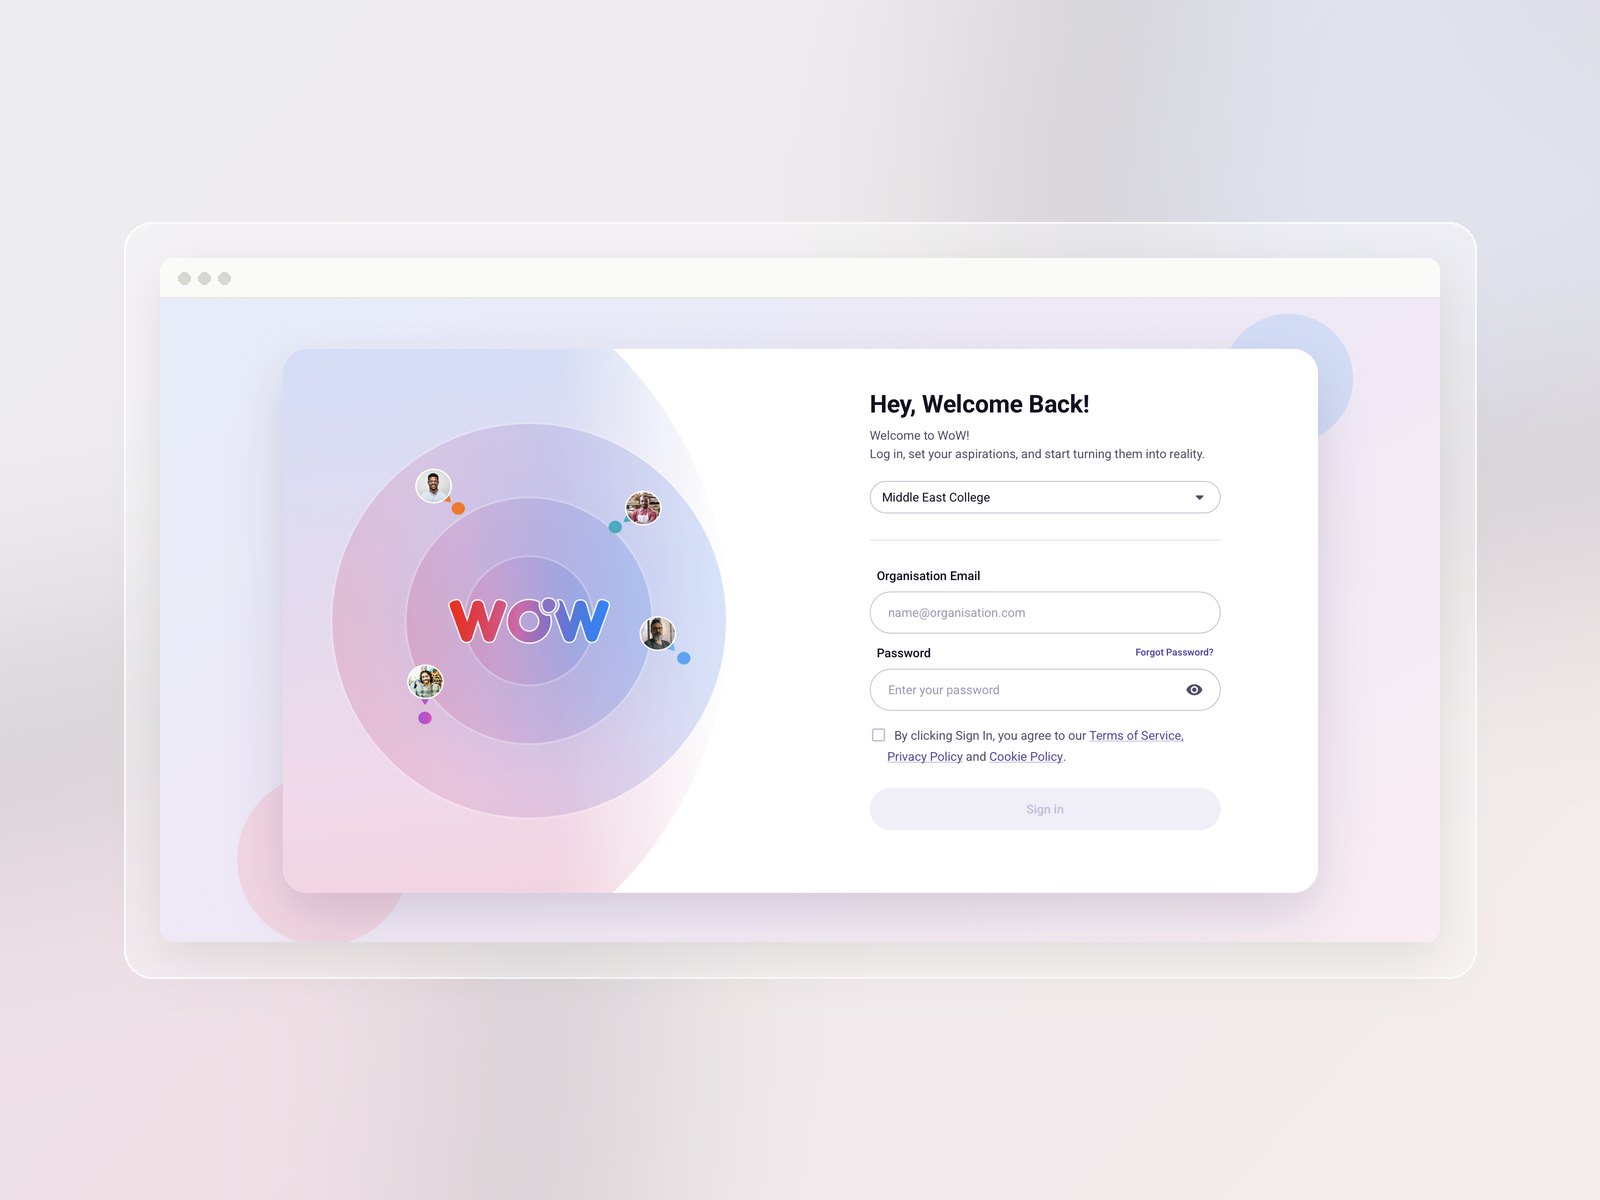 WOW
Hey, Welcome Back!
Welcome to WoW!
Log in, set your aspirations, and start turning them into reality.
Middle East College
Organisation Email
name@organisation.com
Password
Forgot Password?
Enter your password
By clicking Sign In, you agree to our Terms of Service,
Privacy Policy and Cookie Policy.
Sign in